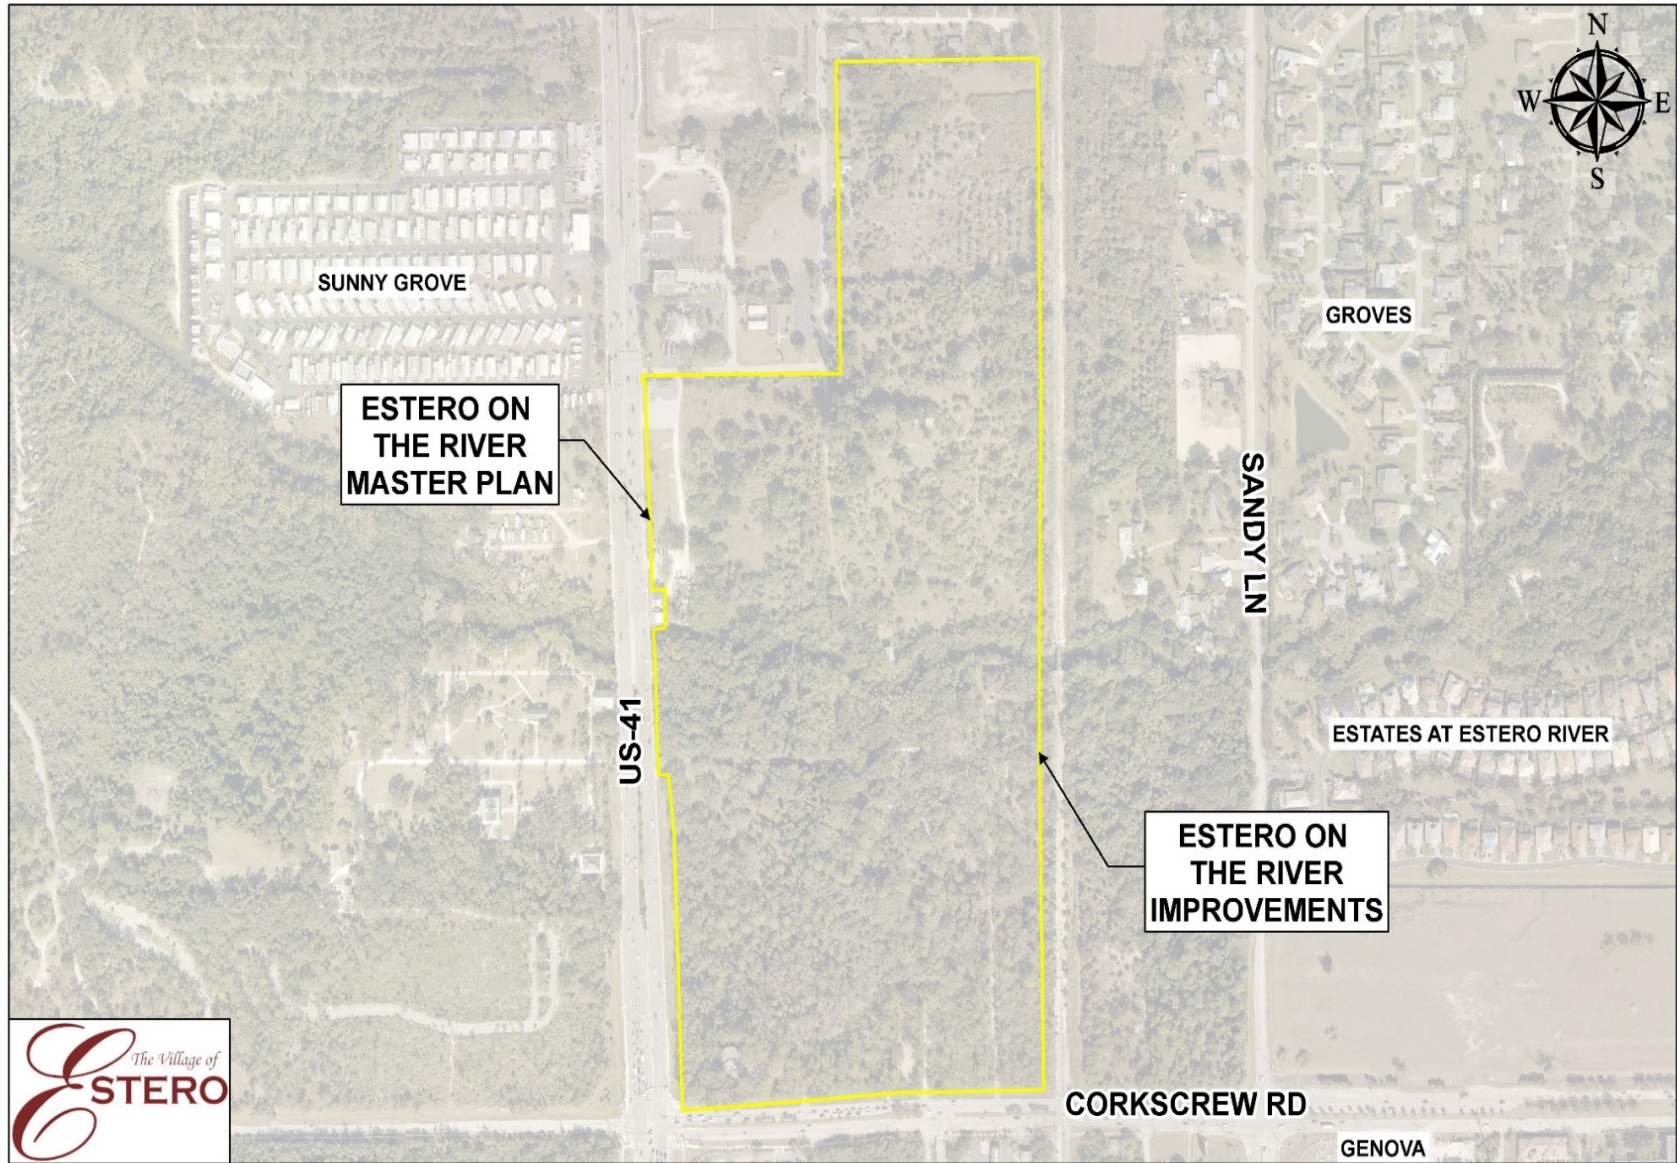 N
W
E
S
SUNNY GROVE
GROVES
ESTERO ON
THE RIVER
MASTER PLAN
SANDY LN
US-41
ESTATES AT ESTERO RIVER
ESTERO ON
THE RIVER
IMPROVEMENTS
The Village of
ESTERO
CORKSCREW RD
GENOVA